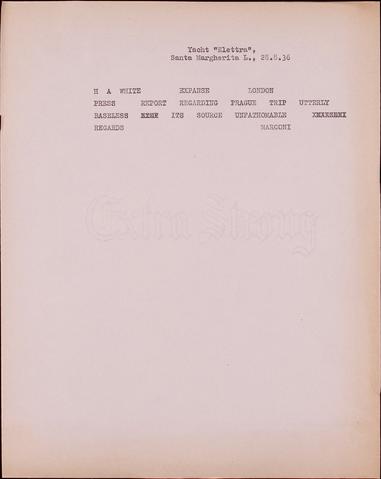 Yacht "Elettra",
Santa Margherita L., 28.8.36
H A WHITE EXPANSE LONDON
PRESS REPORT REGARDING PRAGUE TRIP UTTERLY
BASELESS ITS SOURCE UNFATHOMABLE
REGARDS MARCONI
Extra Strong